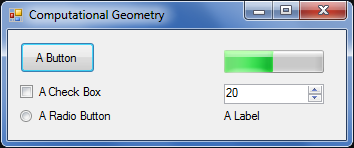 Computational Geometry
A Button
A Check Box
20
A Radio Button
A Label